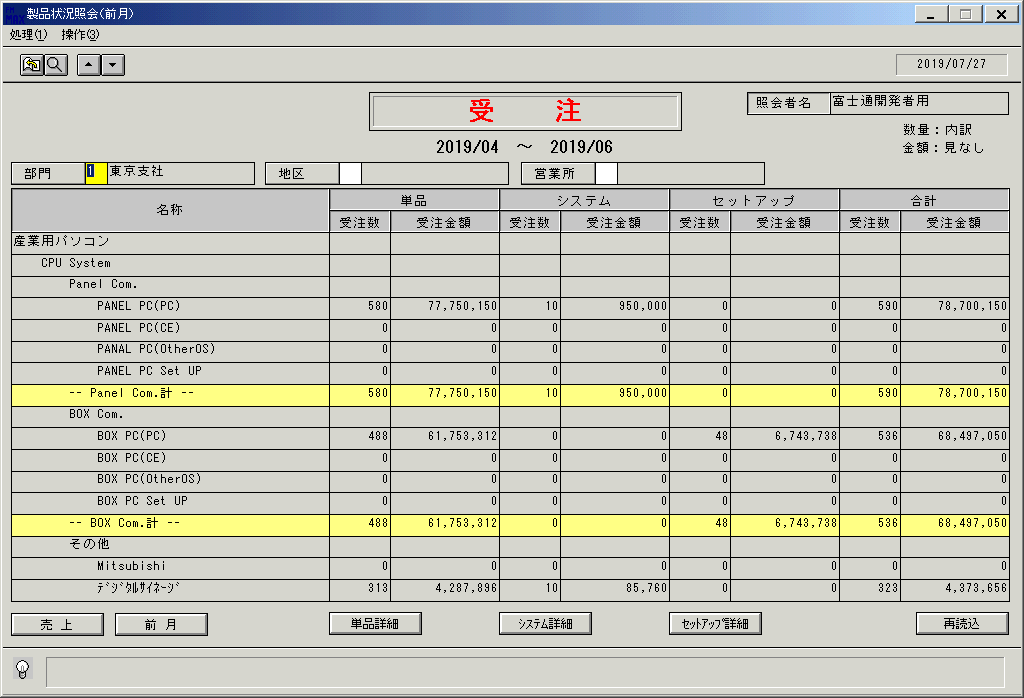 製品状況照会(前月)
処理(1) 操作(3)
2019/07/27
受 注
照会者名 富士通開発者用
2019/04 ～ 2019/06
数量：内訳
金額：見なし
部門 1 東京支社 地区 営業所
名称 単品 システム セットアップ 合計
受注数 受注金額 受注数 受注金額 受注数 受注金額 受注数 受注金額
産業用パソコン
CPU System
Panel Com.
PANEL PC(PC) 580 77,750,150 10 950,000 0 0 590 78,700,150
PANEL PC(CE) 0 0 0 0 0 0 0 0
PANAL PC(OtherOS) 0 0 0 0 0 0 0 0
PANEL PC Set UP 0 0 0 0 0 0 0 0
-- Panel Com.計 -- 580 77,750,150 10 950,000 0 0 590 78,700,150
BOX Com.
BOX PC(PC) 488 61,753,312 0 0 48 6,743,738 536 68,497,050
BOX PC(CE) 0 0 0 0 0 0 0 0
BOX PC(OtherOS) 0 0 0 0 0 0 0 0
BOX PC Set UP 0 0 0 0 0 0 0 0
-- BOX Com.計 -- 488 61,753,312 0 0 48 6,743,738 536 68,497,050
その他
Mitsubishi 0 0 0 0 0 0 0 0
ﾃﾞｼﾞﾀﾙｻｲﾈｰｼﾞ 313 4,287,896 10 85,760 0 0 323 4,373,656
売 上 前 月 単品詳細 ｼｽﾃﾑ詳細 ｾｯﾄｱｯﾌﾟ詳細 再読込